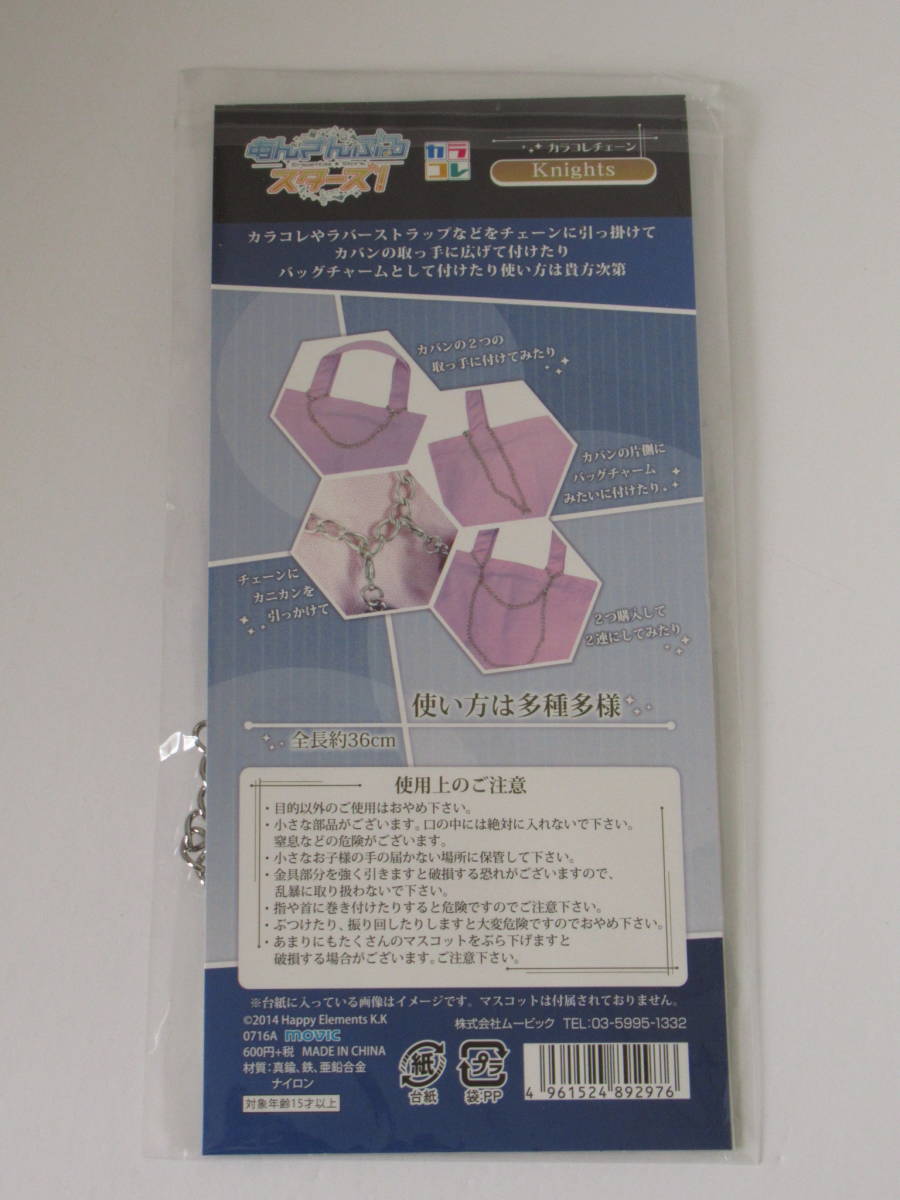 あんさんぶる
スターズ!
カラ
コレ
カラコレチェーン
Knights
カラコレやラバーストラップなどをチェーンに引っ掛けて
カバンの取っ手に広げて付けたり
バッグチャームとして付けたり使い方は貴方次第
カバンの2つの
取っ手に付けてみたり
カバンの片側に
バッグチャーム
みたいに付けたり。
チェーンに
カニカンを
引っかけて
2つ購入して
2連にしてみたり
使い方は多種多様
全長約36cm
使用上のご注意
・目的以外のご使用はおやめ下さい。
・小さな部品がございます。口の中には絶対に入れないで下さい。
窒息などの危険がございます。
・小さなお子様の手の届かない場所に保管して下さい。
・金具部分を強く引きますと破損する恐れがございますので、
乱暴に取り扱わないで下さい。
・指や首に巻き付けたりすると危険ですのでご注意下さい。
・ぶつけたり、振り回したりしますと大変危険ですのでおやめ下さい。
・あまりにもたくさんのマスコットをぶら下げますと
破損する場合がございます。ご注意下さい。
※台紙に入っている画像はイメージです。マスコットは付属されておりません。
©2014 Happy Elements K.K
株式会社ムービック TEL:03-5995-1332
0716A movic
600円+税 MADE IN CHINA
材質:真鍮、鉄、亜鉛合金
ナイロン
対象年齢15才以上
紙
台紙
プラ
袋:PP
4 961524 892976